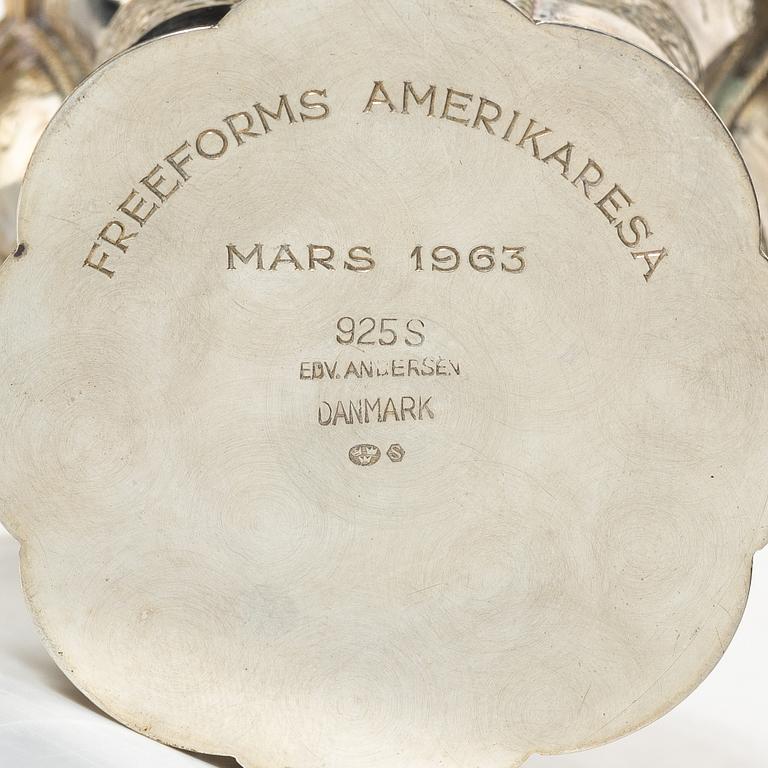 FREEFORMS AMERIKARESA
MARS 1963
925 S
EDV. ANDERSEN
DANMARK
S